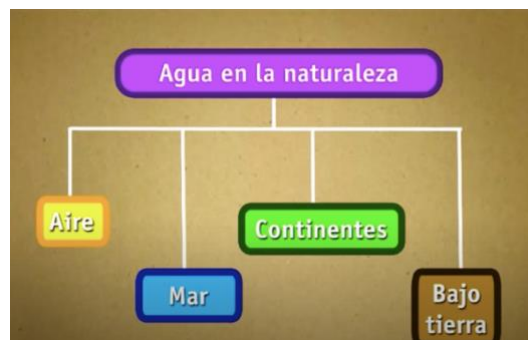 Agua en la naturaleza
Aire
Continentes
Mar
Bajo
tierra